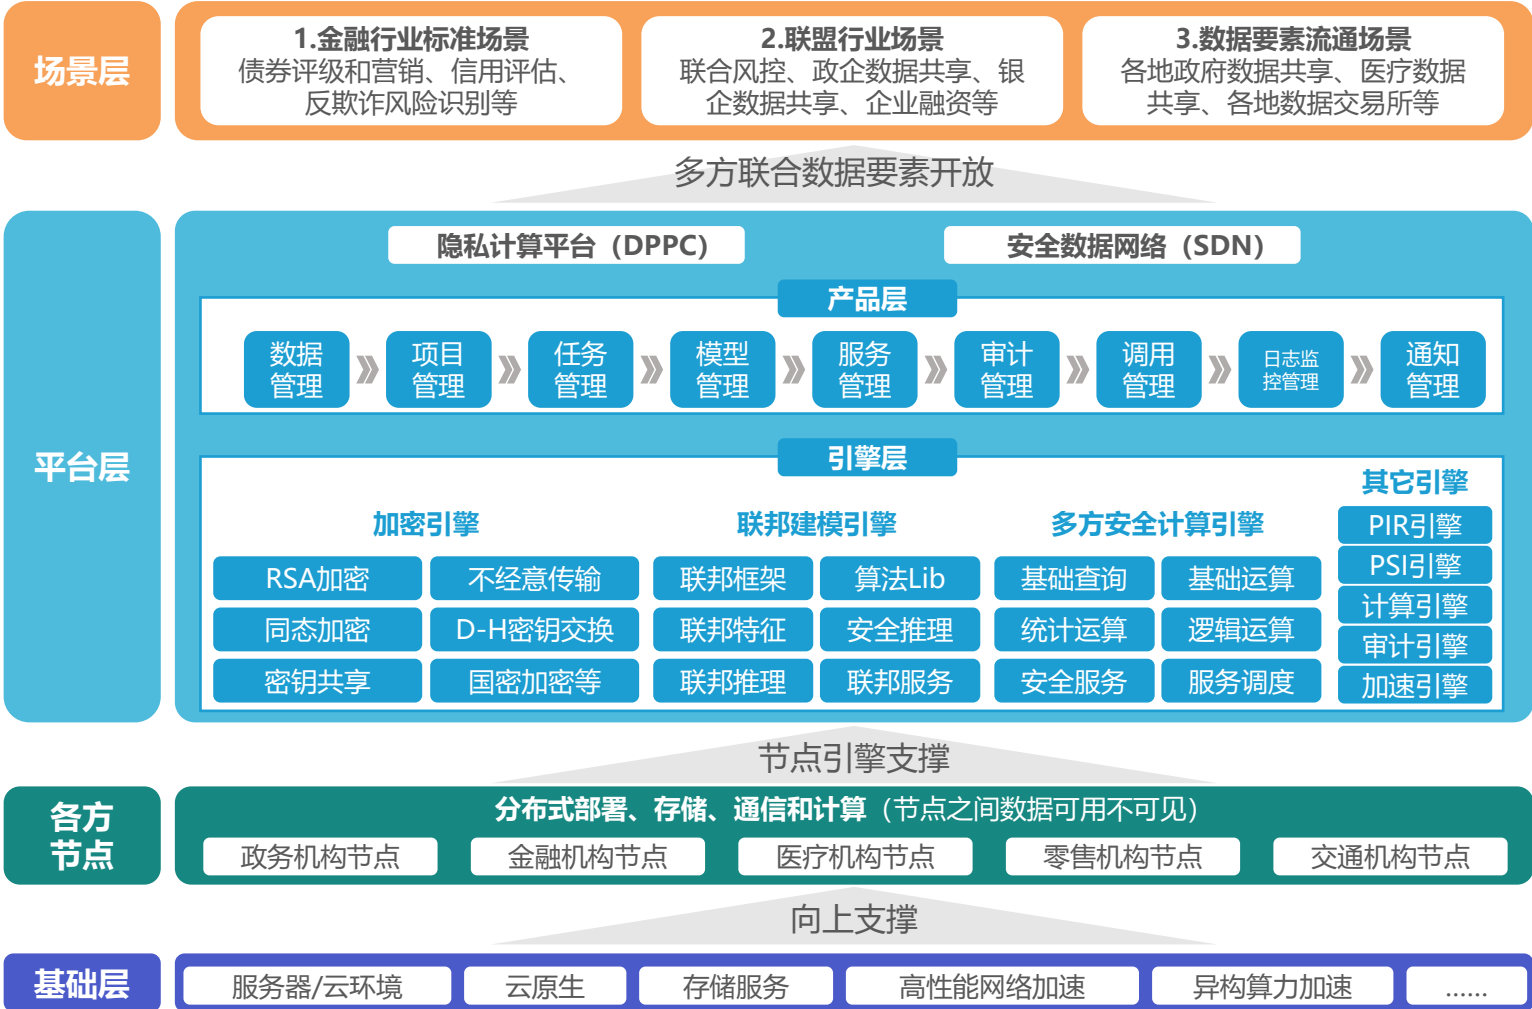 场景层
1.金融行业标准场景
债券评级和营销、信用评估、
反欺诈风险识别等
2.联盟行业场景
联合风控、政企数据共享、银
企数据共享、企业融资等
3.数据要素流通场景
各地政府数据共享、医疗数据
共享、各地数据交易所等
多方联合数据要素开放
平台层
隐私计算平台（DPPC）
安全数据网络（SDN）
产品层
数据
管理
项目
管理
任务
管理
模型
管理
服务
管理
审计
管理
调用
管理
日志监
控管理
通知
管理
引擎层
加密引擎
RSA加密
不经意传输
同态加密
D-H密钥交换
密钥共享
国密加密等
联邦建模引擎
联邦框架
算法Lib
联邦特征
安全推理
联邦推理
联邦服务
多方安全计算引擎
基础查询
基础运算
统计运算
逻辑运算
安全服务
服务调度
其它引擎
PIR引擎
PSI引擎
计算引擎
审计引擎
加速引擎
节点引擎支撑
各方
节点
分布式部署、存储、通信和计算（节点之间数据可用不可见）
政务机构节点
金融机构节点
医疗机构节点
零售机构节点
交通机构节点
向上支撑
基础层
服务器/云环境
云原生
存储服务
高性能网络加速
异构算力加速
......